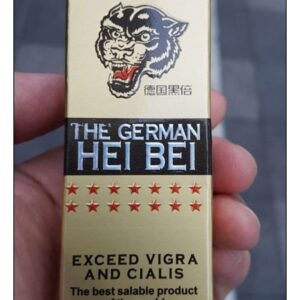 德国黑倍
THE GERMAN
HEI BEI
EXCEED VIGRA
AND CIALIS
The best salable product